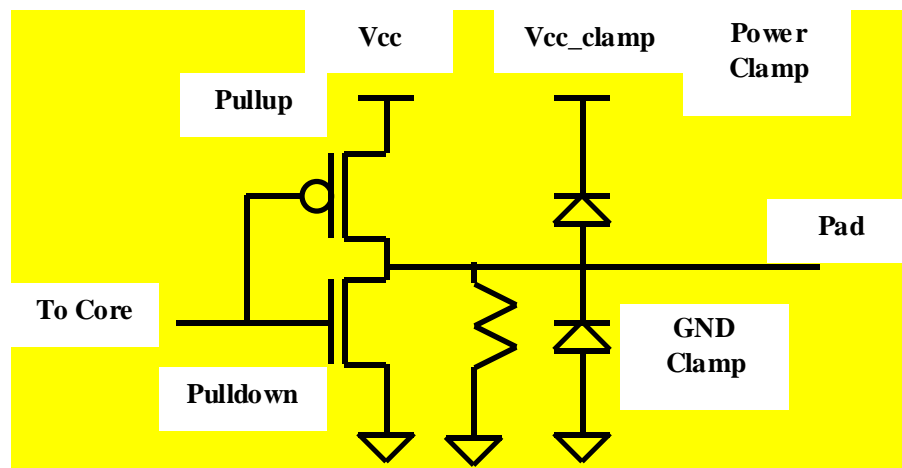 Vcc
Vcc_clamp
Power
Clamp
Pullup
Pad
To Core
GND
Clamp
Pulldown